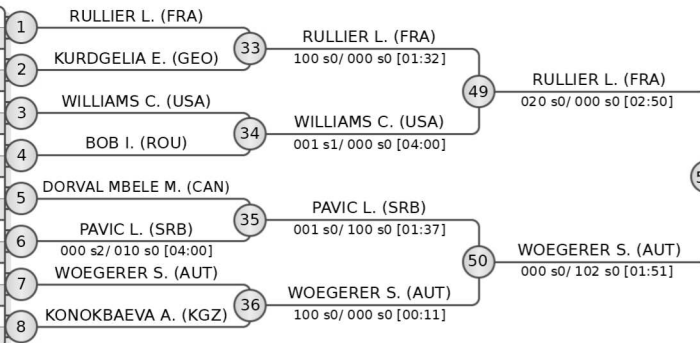 1
RULLIER L. (FRA)
2
KURDGELIA E. (GEO)
33
RULLIER L. (FRA)
100 s0/ 000 s0 [01:32]
3
WILLIAMS C. (USA)
4
BOB I. (ROU)
34
WILLIAMS C. (USA)
001 s1/ 000 s0 [04:00]
49
RULLIER L. (FRA)
020 s0/ 000 s0 [02:50]
5
DORVAL MBELE M. (CAN)
6
PAVIC L. (SRB)
000 s2/ 010 s0 [04:00]
35
PAVIC L. (SRB)
001 s0/ 100 s0 [01:37]
7
WOEGERER S. (AUT)
8
KONOKBAEVA A. (KGZ)
36
WOEGERER S. (AUT)
100 s0/ 000 s0 [00:11]
50
WOEGERER S. (AUT)
000 s0/ 102 s0 [01:51]